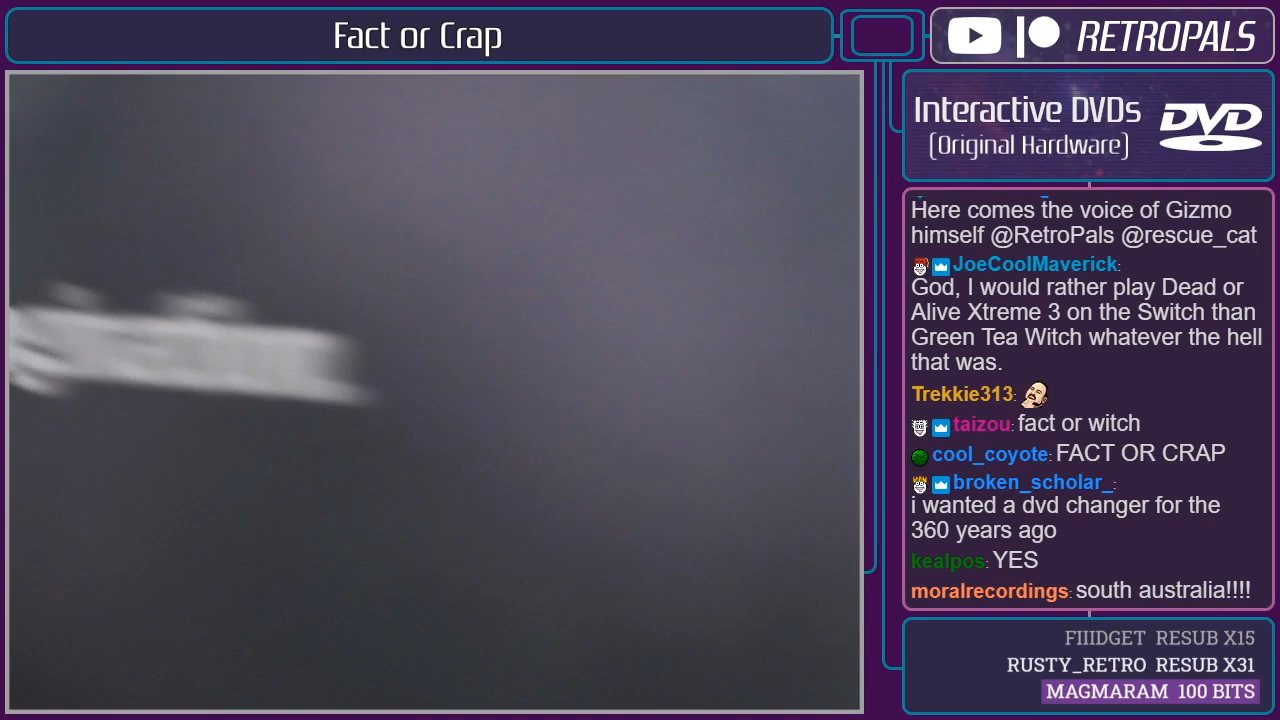 Fact or Crap
RETROPALS
Interactive DVDs
(Original Hardware)
DVD
Here comes the voice of Gizmo
himself @RetroPals @rescue_cat
JoeCoolMaverick:
God, I would rather play Dead or
Alive Xtreme 3 on the Switch than
Green Tea Witch whatever the hell
that was.
Trekkie313:
taizou: fact or witch
cool_coyote: FACT OR CRAP
broken_scholar_:
i wanted a dvd changer for the
360 years ago
kealpos: YES
moralrecordings: south australia!!!!
FIIIDGET RESUB X15
RUSTY_RETRO RESUB X31
MAGMARAM 100 BITS